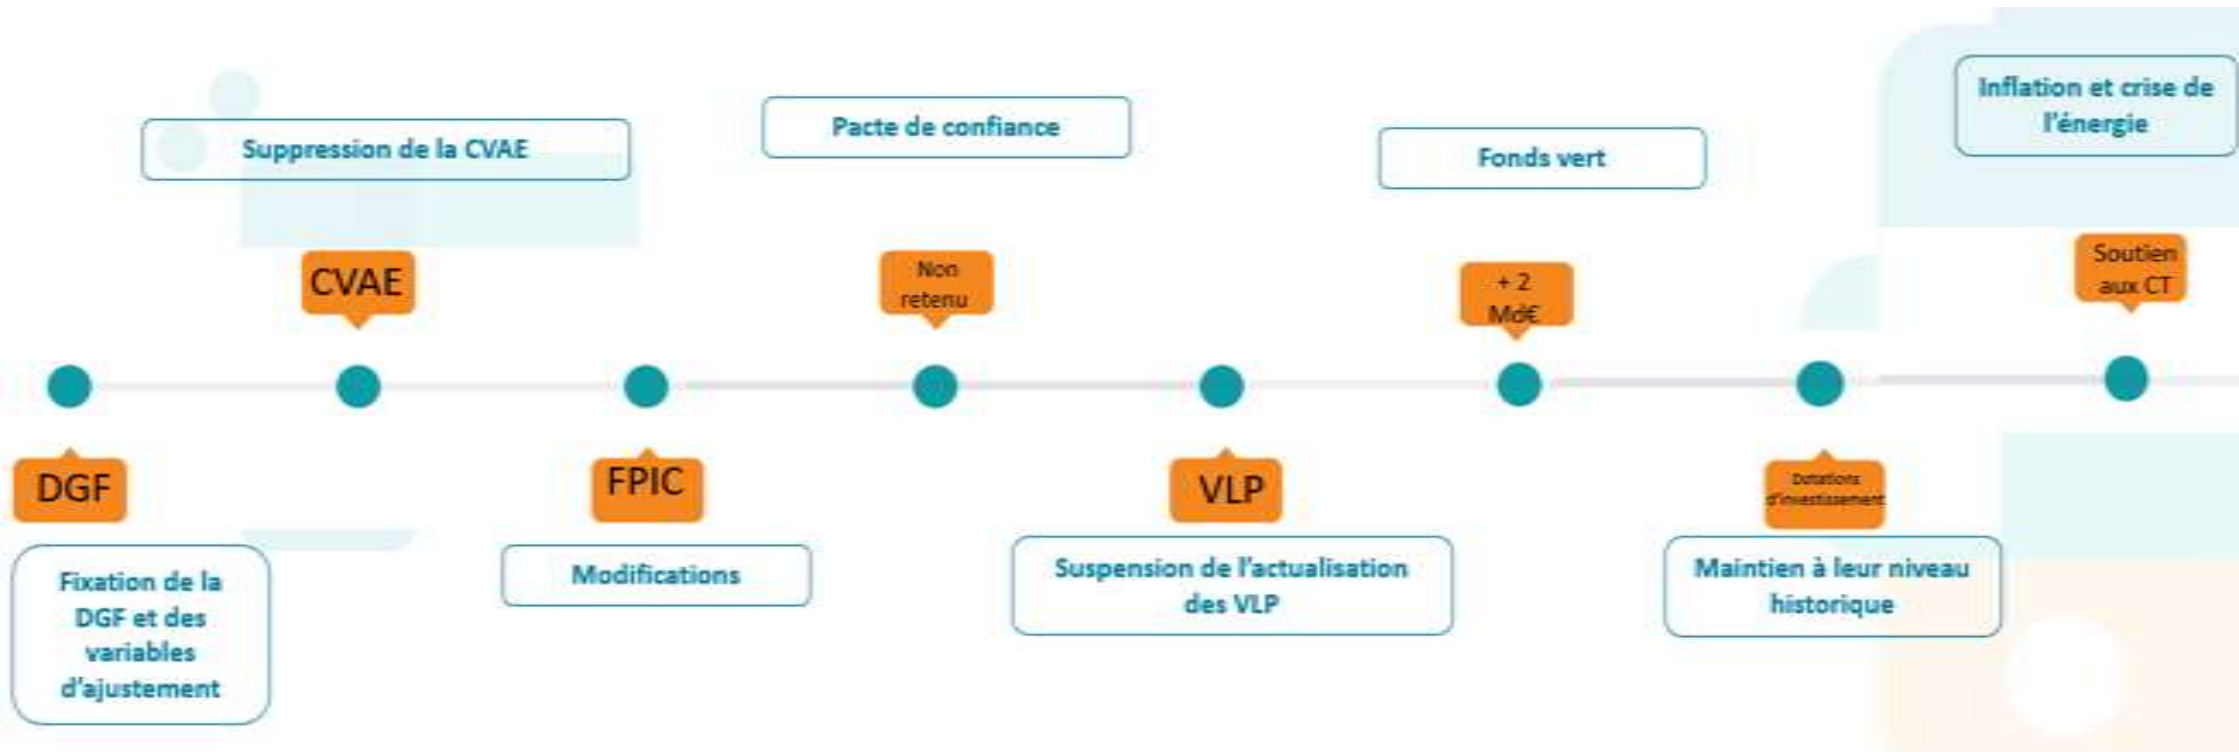 Inflation et crise de
l'énergie
Pacte de confiance
Suppression de la CVAE
Fonds vert
CVAE
Non
retenu
+ 2
Md€
Soutien
aux CT
DGF
FPIC
VLP
Dotations
d'investissement
Fixation de la
DGF et des
variables
d'ajustement
Modifications
Suspension de l'actualisation
des VLP
Maintien à leur niveau
historique